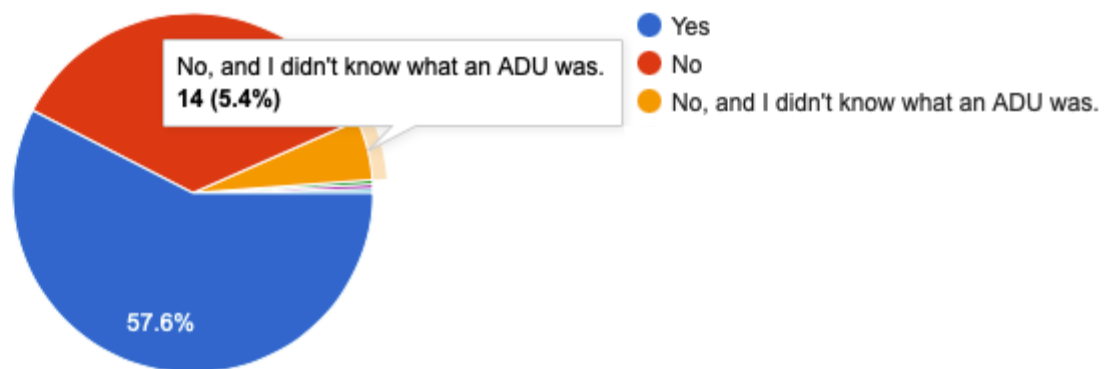 Yes
No, and I didn't know what an ADU was.
14 (5.4%)
No
No, and I didn't know what an ADU was.
57.6%